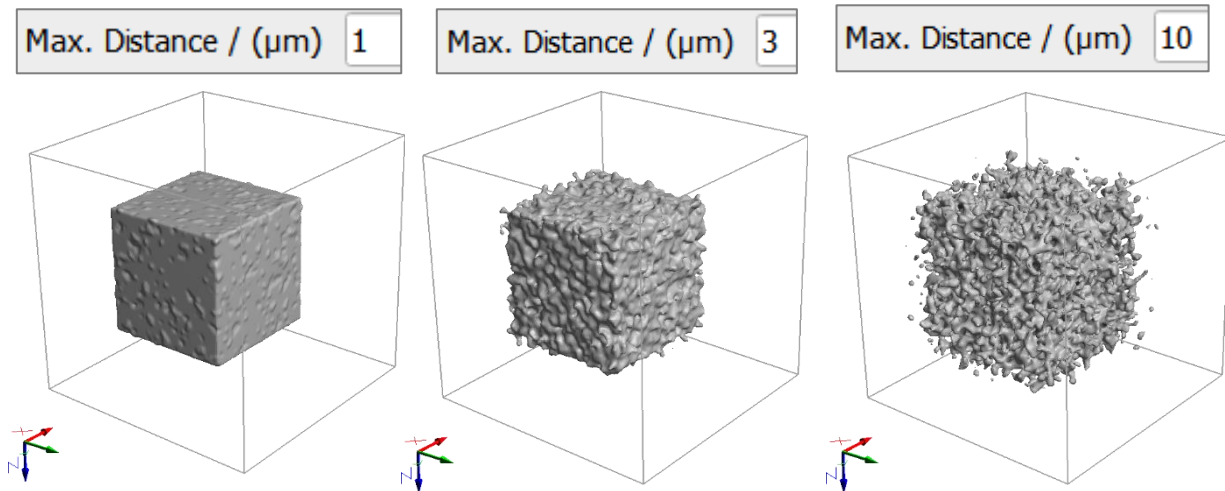 Max. Distance / (µm) 1
Max. Distance / (µm) 3
Max. Distance / (µm) 10
X
Z
X
Z
X
Z